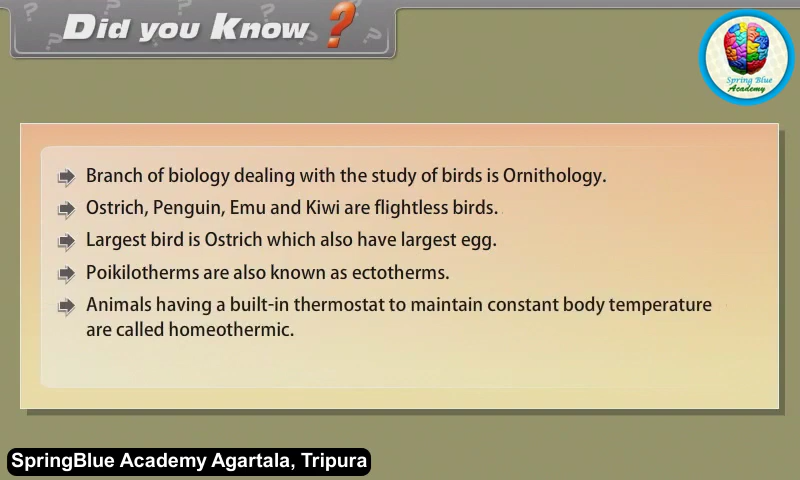 Did you Know ?
Spring Blue
Academy
Branch of biology dealing with the study of birds is Ornithology.
Ostrich, Penguin, Emu and Kiwi are flightless birds.
Largest bird is Ostrich which also have largest egg.
Poikilotherms are also known as ectotherms.
Animals having a built-in thermostat to maintain constant body temperature
are called homeothermic.
SpringBlue Academy Agartala, Tripura